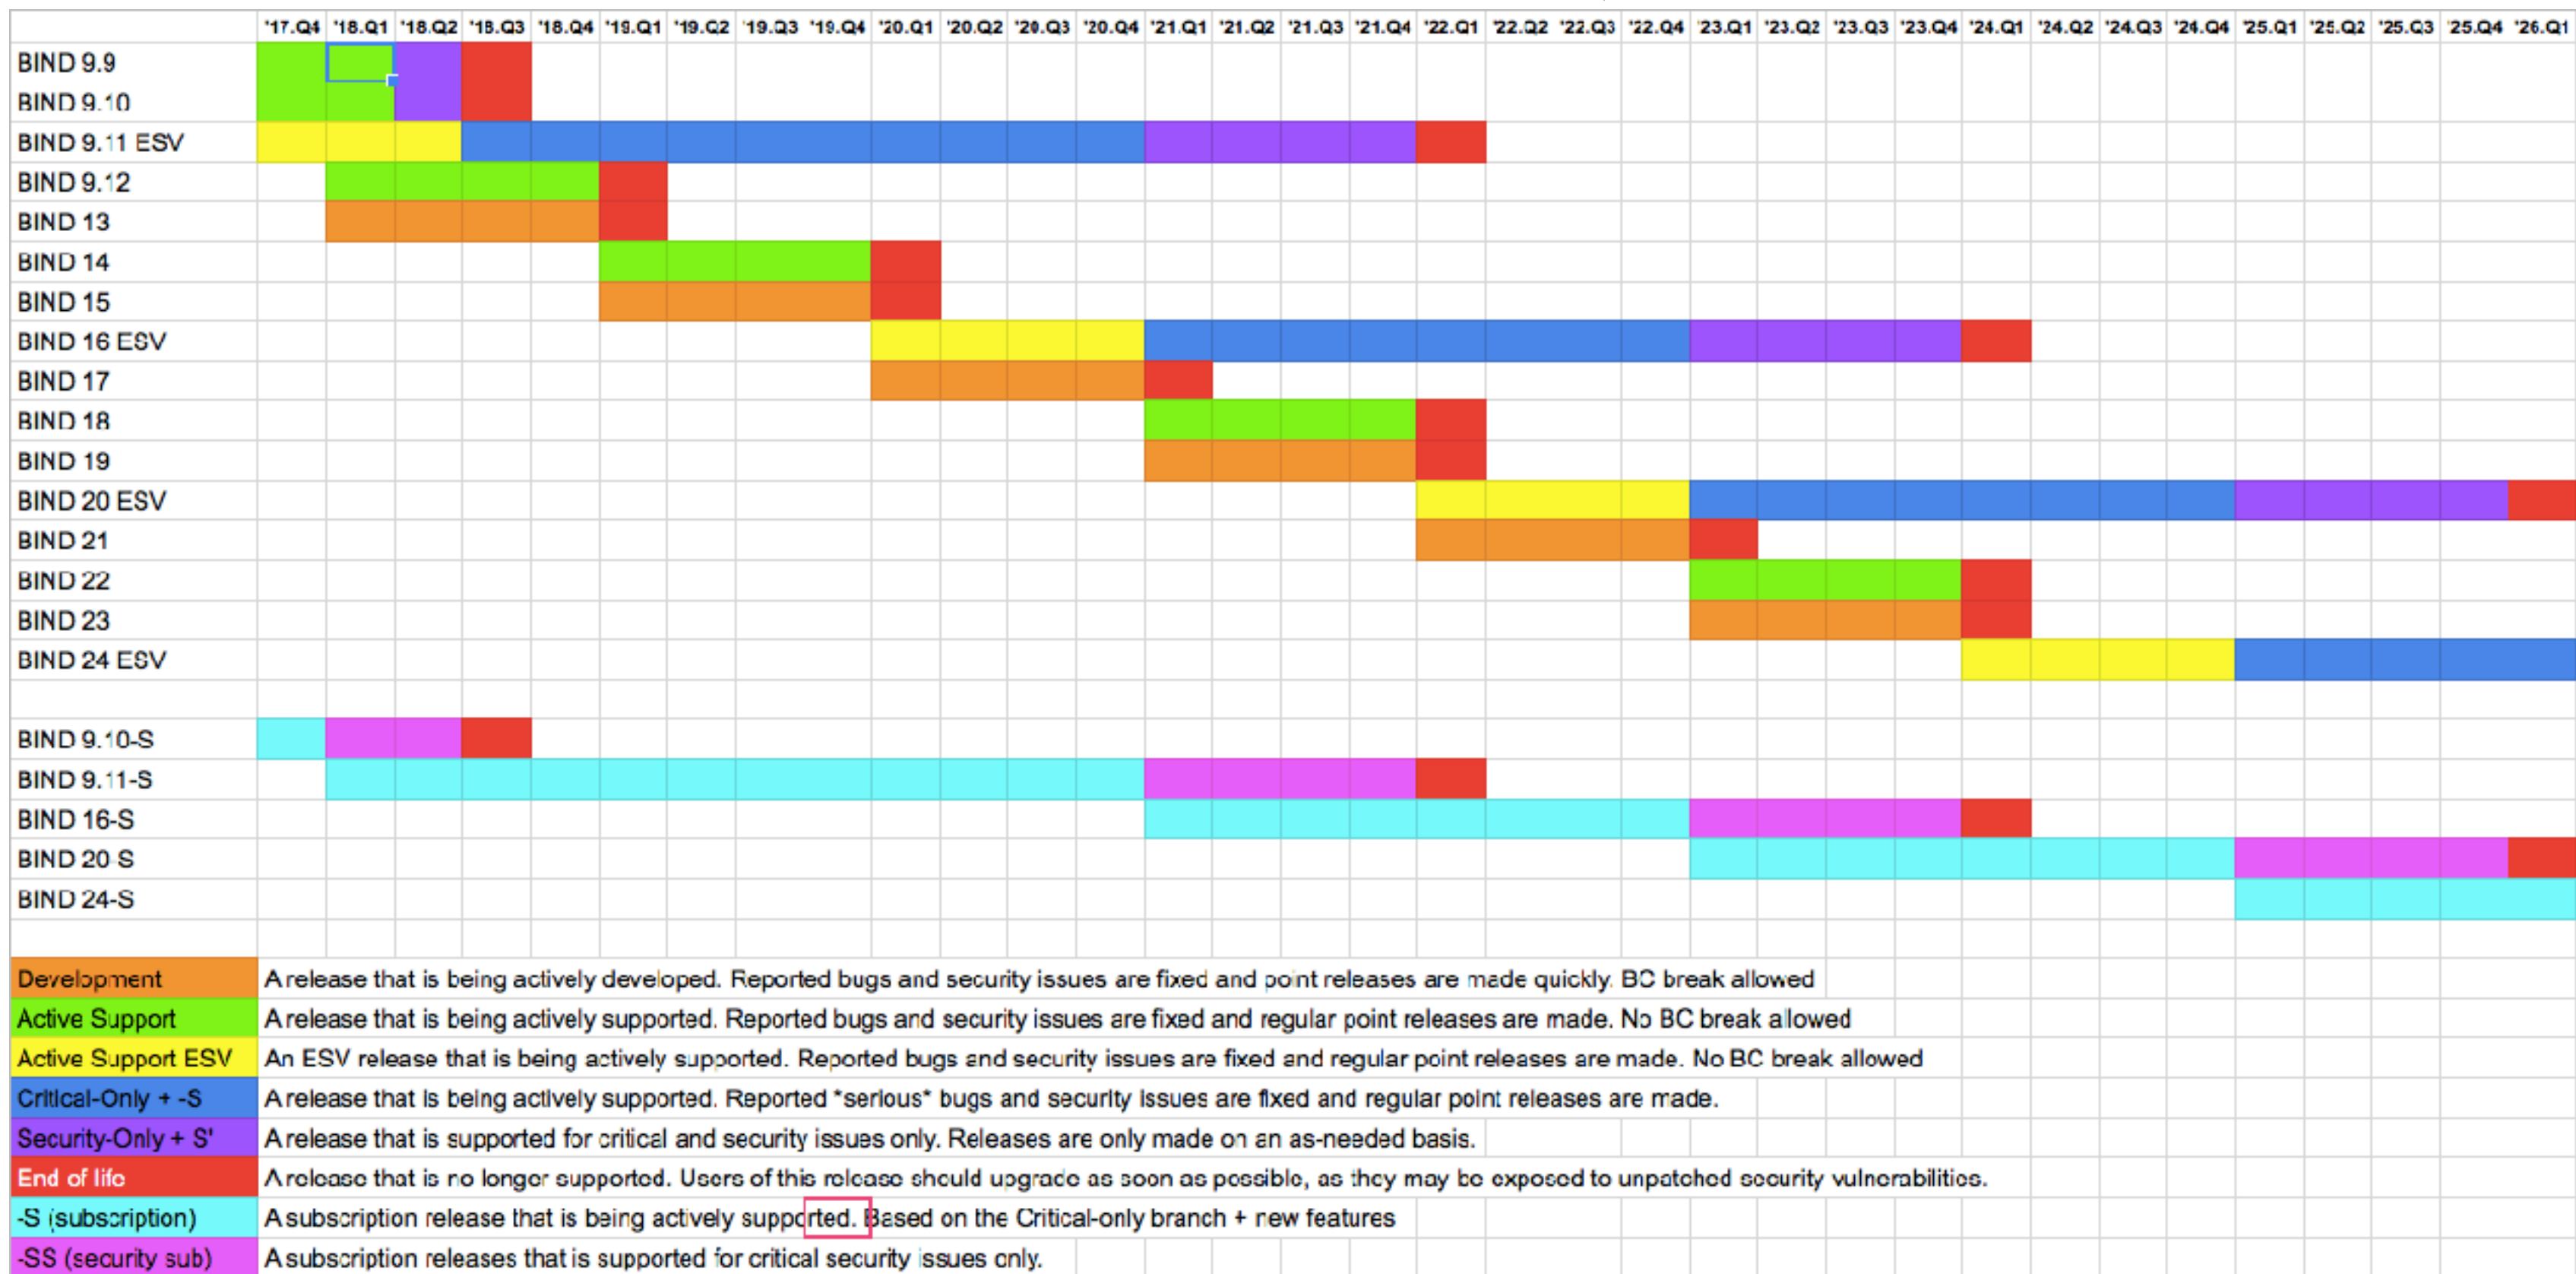 '17.Q4 '18.Q1 '18.Q2 '18.Q3 '18.Q4 '19.Q1 '19.Q2 '19.Q3 '19.Q4 '20.Q1 '20.Q2 '20.Q3 '20.Q4 '21.Q1 '21.Q2 '21.Q3 '21.Q4 '22.Q1 '22.Q2 '22.Q3 '22.Q4 '23.Q1 '23.Q2 '23.Q3 '23.Q4 '24.Q1 '24.Q2 '24.Q3 '24.Q4 '25.Q1 '25.Q2 '25.Q3 '25.Q4 '26.Q1
BIND 9.9
BIND 9.10
BIND 9.11 ESV
BIND 9.12
BIND 13
BIND 14
BIND 15
BIND 16 ESV
BIND 17
BIND 18
BIND 19
BIND 20 ESV
BIND 21
BIND 22
BIND 23
BIND 24 ESV
BIND 9.10-S
BIND 9.11-S
BIND 16-S
BIND 20-S
BIND 24-S
Development A release that is being actively developed. Reported bugs and security issues are fixed and point releases are made quickly. BC break allowed
Active Support A release that is being actively supported. Reported bugs and security issues are fixed and regular point releases are made. No BC break allowed
Active Support ESV An ESV release that is being actively supported. Reported bugs and security issues are fixed and regular point releases are made. No BC break allowed
Critical-Only + -S A release that is being actively supported. Reported *serious* bugs and security issues are fixed and regular point releases are made.
Security-Only + S' A release that is supported for critical and security issues only. Releases are only made on an as-needed basis.
End of life A release that is no longer supported. Users of this release should upgrade as soon as possible, as they may be exposed to unpatched security vulnerabilities.
-S (subscription) A subscription release that is being actively supported. Based on the Critical-only branch + new features
-SS (security sub) A subscription releases that is supported for critical security issues only.